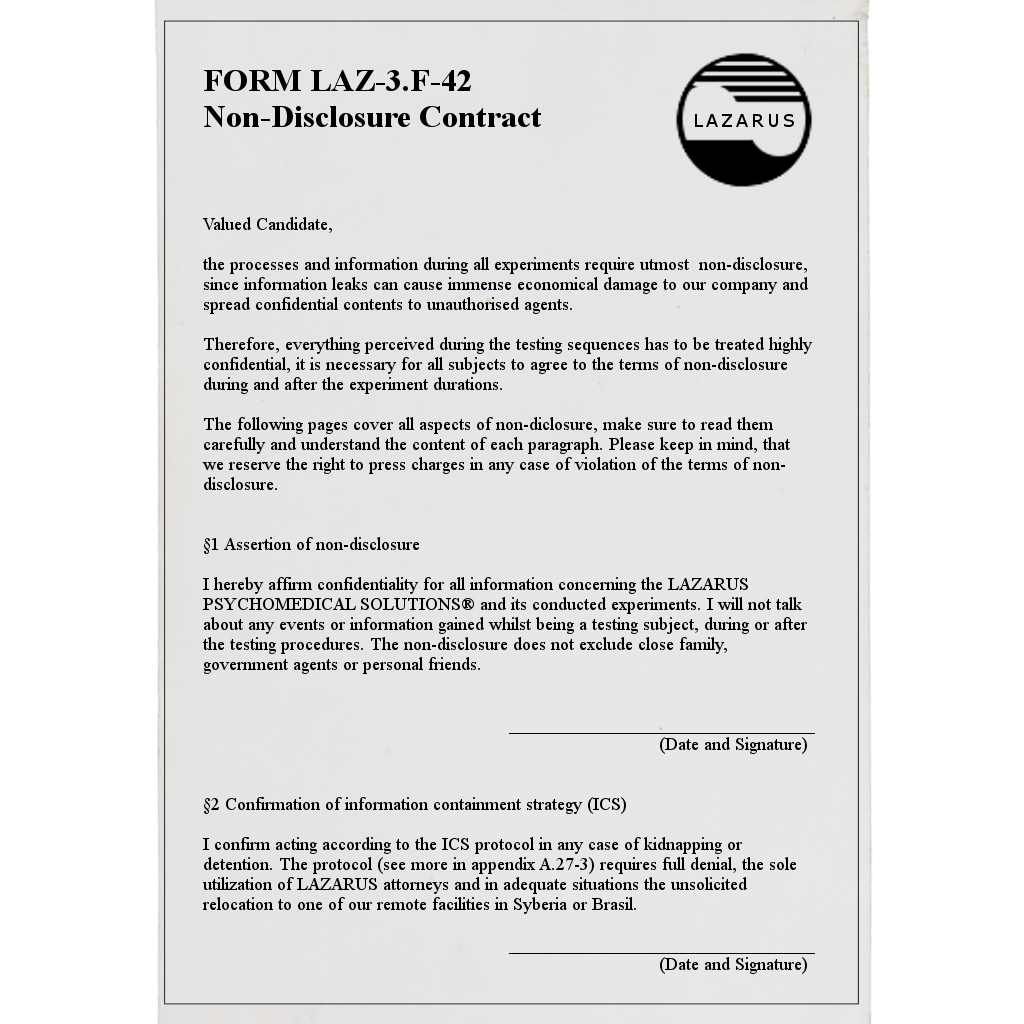 FORM LAZ-3.F-42
Non-Disclosure Contract
LAZARUS
Valued Candidate,
the processes and information during all experiments require utmost  non-disclosure,
since information leaks can cause immense economical damage to our company and
spread confidential contents to unauthorised agents.
Therefore, everything perceived during the testing sequences has to be treated highly
confidential, it is necessary for all subjects to agree to the terms of non-disclosure
during and after the experiment durations.
The following pages cover all aspects of non-diclosure, make sure to read them
carefully and understand the content of each paragraph. Please keep in mind, that
we reserve the right to press charges in any case of violation of the terms of non-
disclosure.
§1 Assertion of non-disclosure
I hereby affirm confidentiality for all information concerning the LAZARUS
PSYCHOMEDICAL SOLUTIONS® and its conducted experiments. I will not talk
about any events or information gained whilst being a testing subject, during or after
the testing procedures. The non-disclosure does not exclude close family,
government agents or personal friends.
(Date and Signature)
§2 Confirmation of information containment strategy (ICS)
I confirm acting according to the ICS protocol in any case of kidnapping or
detention. The protocol (see more in appendix A.27-3) requires full denial, the sole
utilization of LAZARUS attorneys and in adequate situations the unsolicited
relocation to one of our remote facilities in Syberia or Brasil.
(Date and Signature)